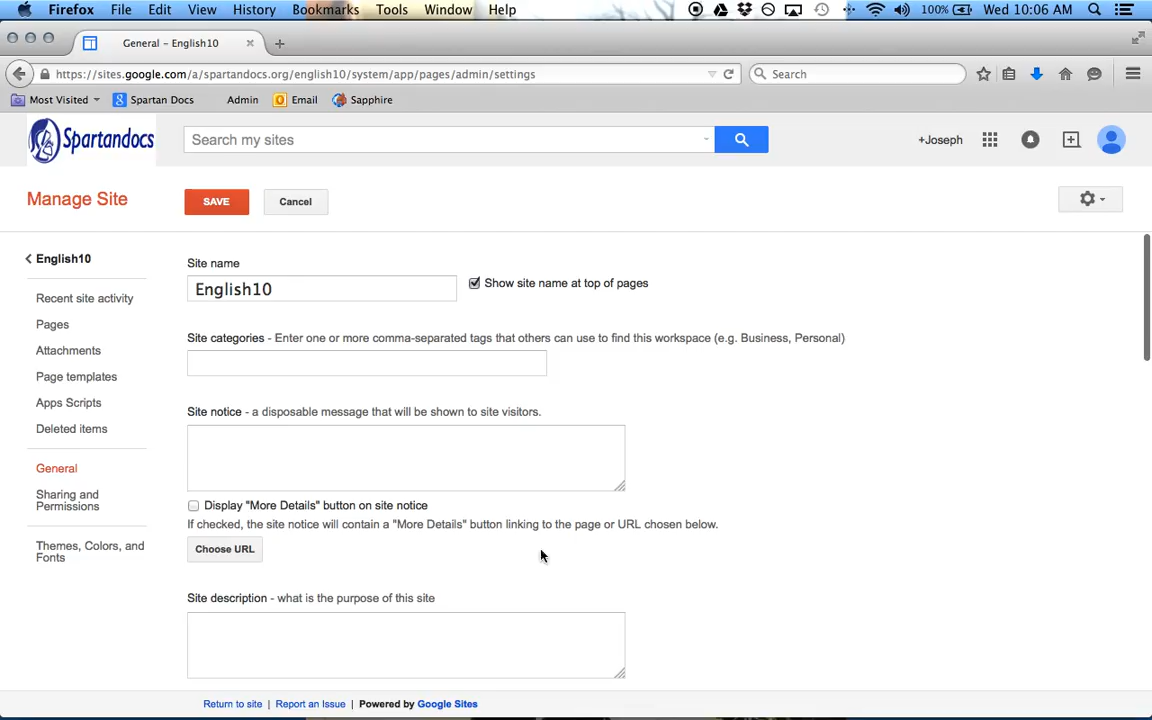 Firefox File Edit View History Bookmarks Tools Window Help 100% Wed 10:06 AM
General – English10
https://sites.google.com/a/spartandocs.org/english10/system/app/pages/admin/settings
Search
Most Visited Spartan Docs Admin Email Sapphire
Spartandocs
Search my sites
+Joseph
Manage Site
SAVE
Cancel
English10
Recent site activity
Pages
Attachments
Page templates
Apps Scripts
Deleted items
General
Sharing and
Permissions
Themes, Colors, and
Fonts
Site name
English10
Show site name at top of pages
Site categories - Enter one or more comma-separated tags that others can use to find this workspace (e.g. Business, Personal)
Site notice - a disposable message that will be shown to site visitors.
Display "More Details" button on site notice
If checked, the site notice will contain a "More Details" button linking to the page or URL chosen below.
Choose URL
Site description - what is the purpose of this site
Return to site | Report an Issue | Powered by Google Sites